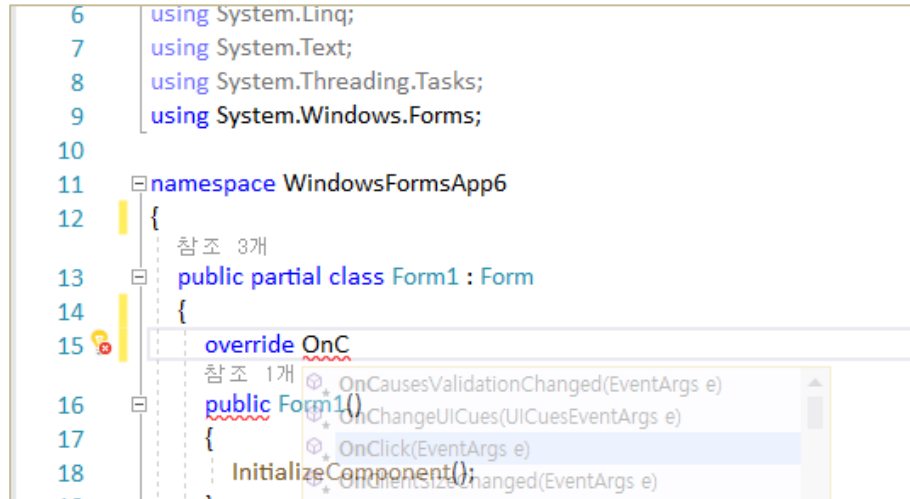 6 using System.Linq;
7 using System.Text;
8 using System.Threading.Tasks;
9 using System.Windows.Forms;
10
11 namespace WindowsFormsApp6
12 {
참조 3개
13 public partial class Form1 : Form
14 {
15 override OnC
참조 1개
OnCausesValidationChanged(EventArgs e)
16 public Form1()
OnChangeUICues(UICuesEventArgs e)
17 {
OnClick(EventArgs e)
18 InitializeComponent();
OnClientSizeChanged(EventArgs e)